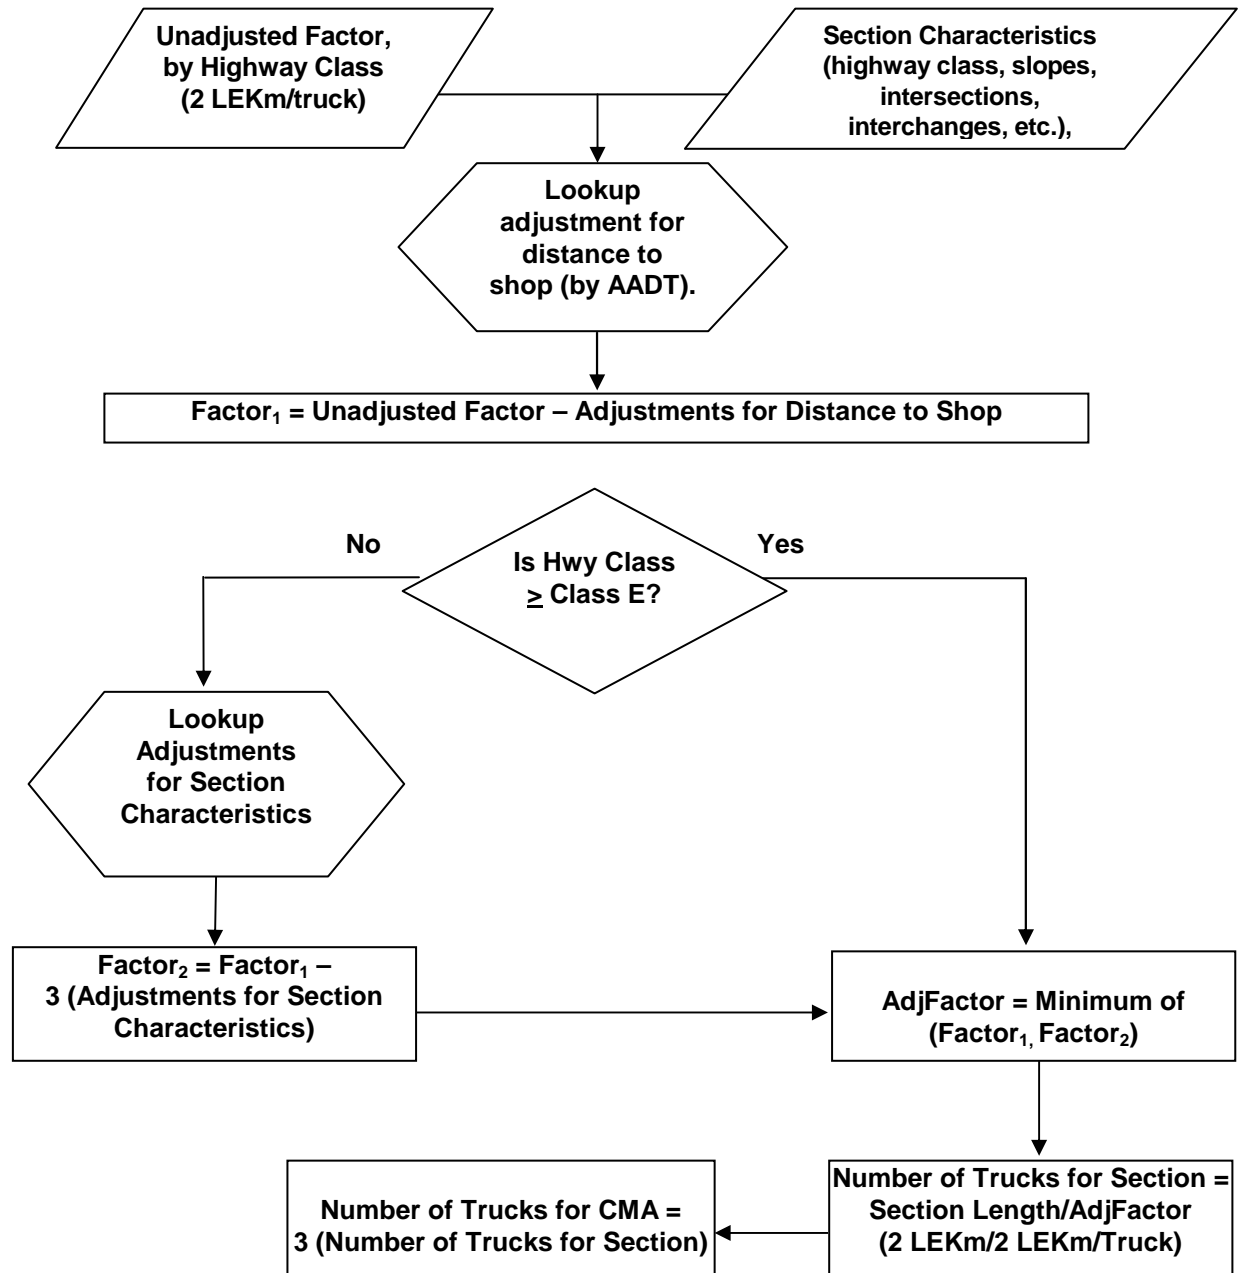 Unadjusted Factor,
by Highway Class
(2 LEKm/truck)
Section Characteristics
(highway class, slopes,
intersections,
interchanges, etc.),
Lookup
adjustment for
distance to
shop (by AADT).
Factor₁ = Unadjusted Factor – Adjustments for Distance to Shop
No
Yes
Is Hwy Class
≥ Class E?
Lookup
Adjustments
for Section
Characteristics
Factor₂ = Factor₁ –
3 (Adjustments for Section
Characteristics)
AdjFactor = Minimum of
(Factor₁, Factor₂)
Number of Trucks for Section =
Section Length/AdjFactor
(2 LEKm/2 LEKm/Truck)
Number of Trucks for CMA =
3 (Number of Trucks for Section)